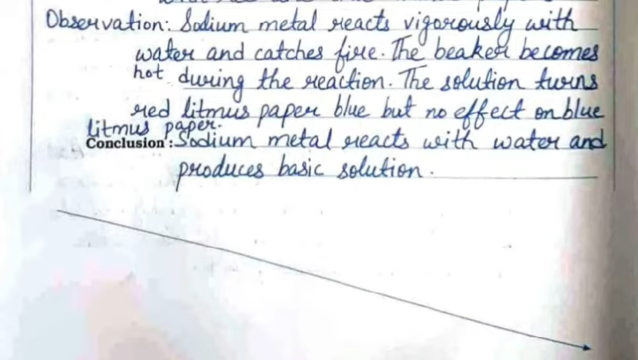 Observation: Sodium metal reacts vigorously with
water and catches fire. The beaker becomes
hot during the reaction. The solution turns
red litmus paper blue but no effect on blue
litmus paper.
Conclusion: Sodium metal reacts with water and
produces basic solution.